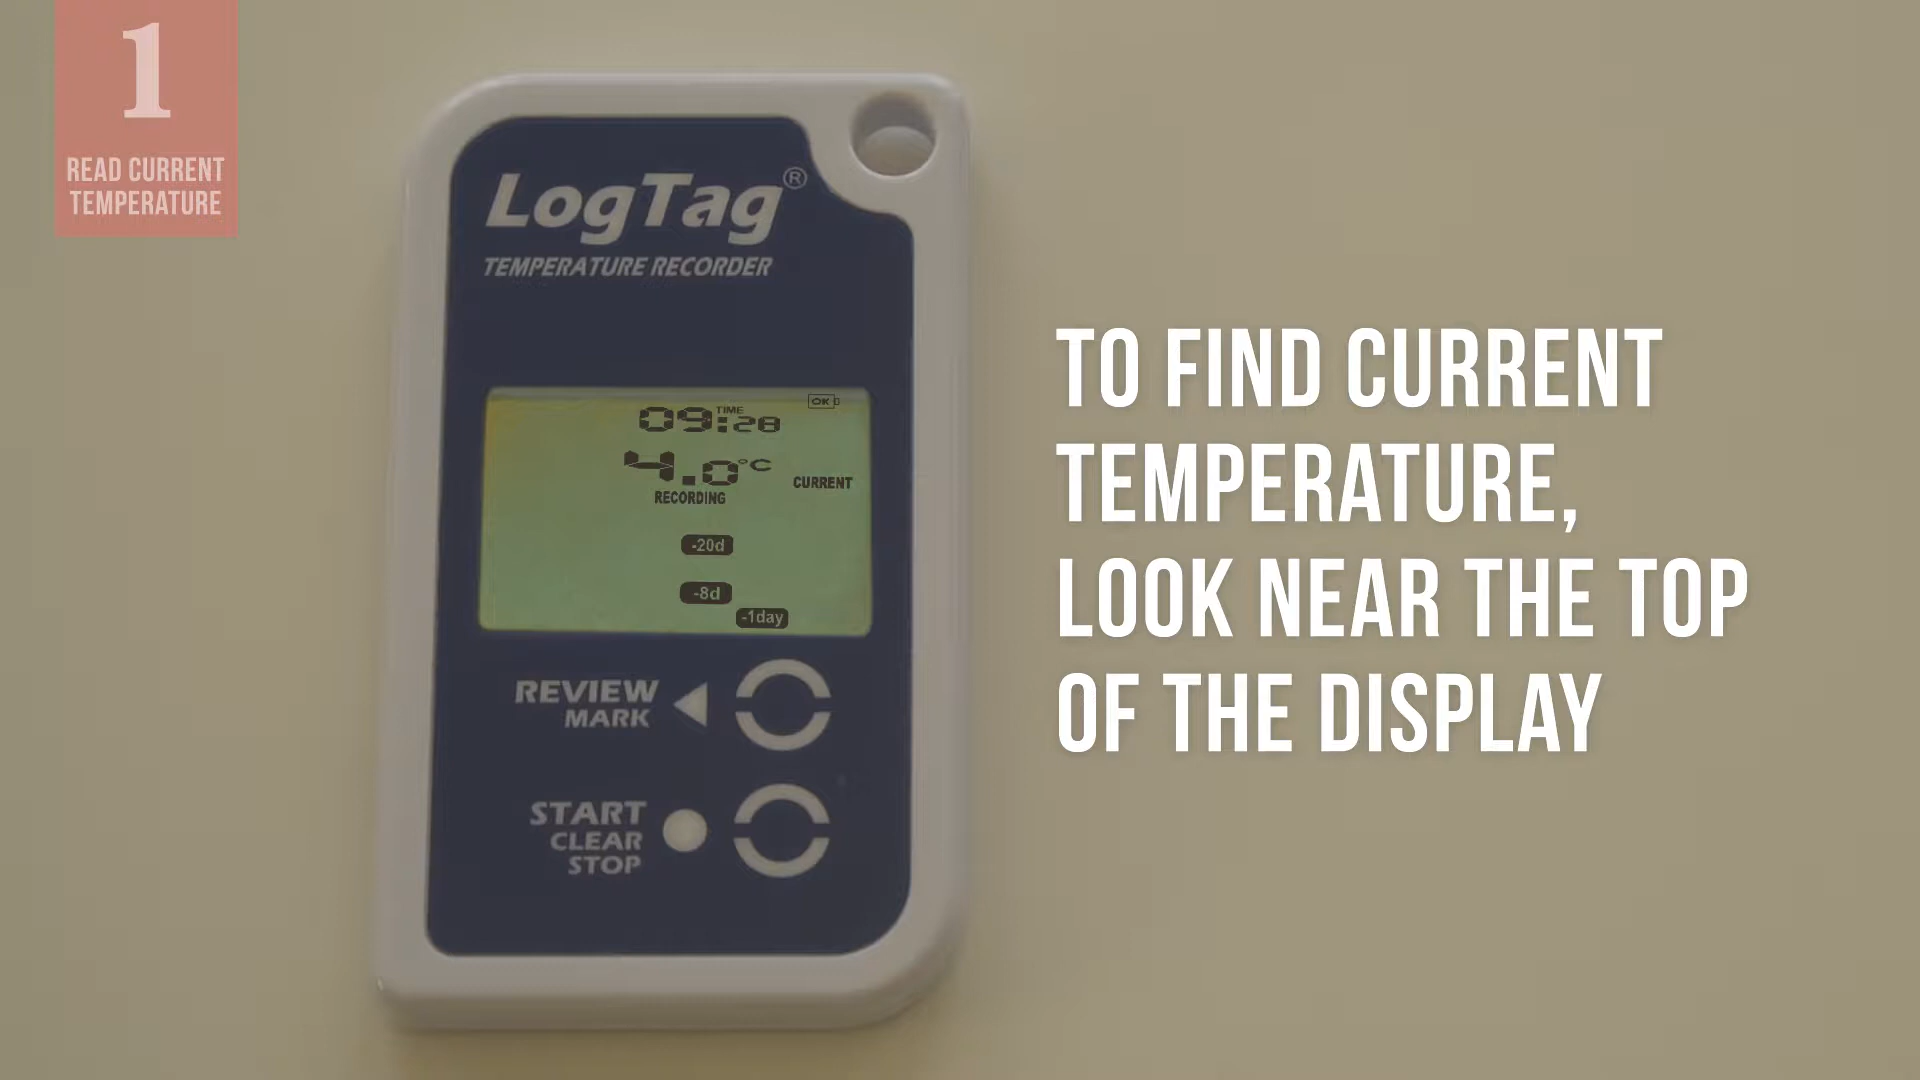 1
READ CURRENT
TEMPERATURE
LogTag®
TEMPERATURE RECORDER
OK
TIME
09:28
4.0°C
CURRENT
RECORDING
-20d
-8d
-1day
REVIEW
MARK
START
CLEAR
STOP
TO FIND CURRENT
TEMPERATURE,
LOOK NEAR THE TOP
OF THE DISPLAY